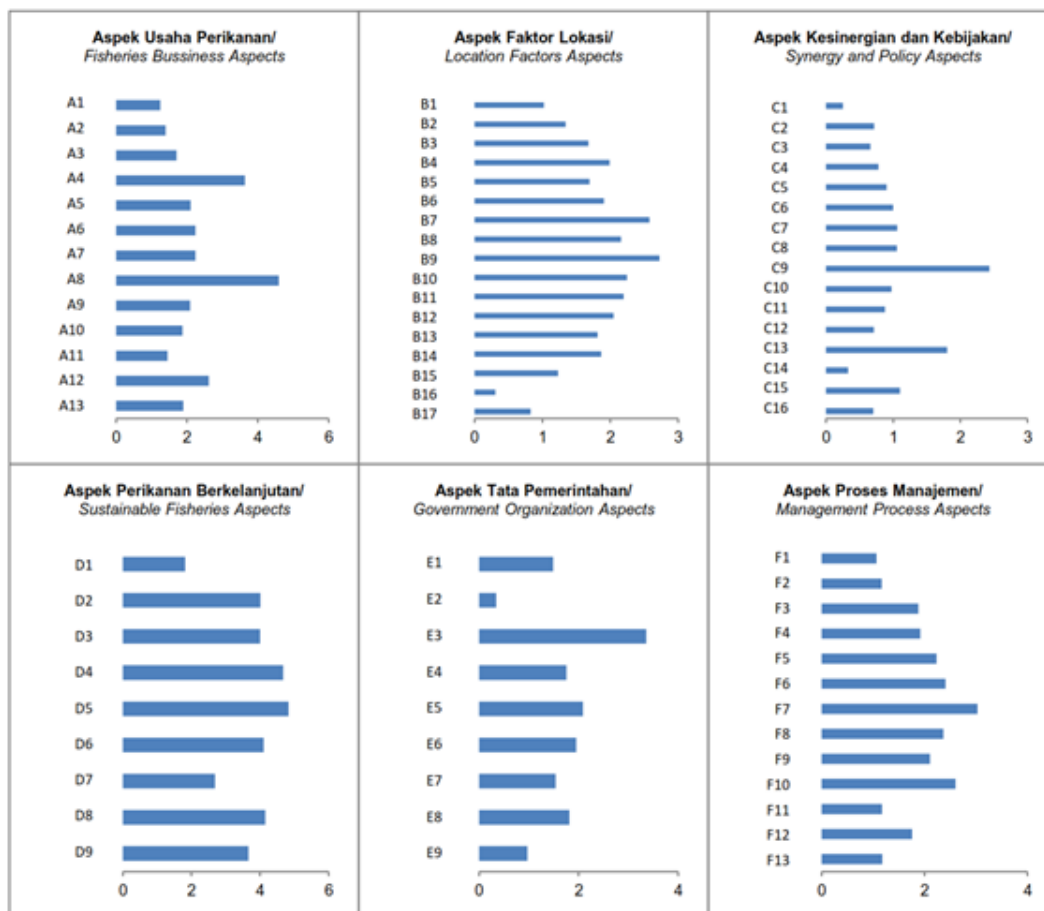 Aspek Usaha Perikanan/
Fisheries Bussiness Aspects
A1
A2
A3
A4
A5
A6
A7
A8
A9
A10
A11
A12
A13
0 2 4 6
Aspek Faktor Lokasi/
Location Factors Aspects
B1
B2
B3
B4
B5
B6
B7
B8
B9
B10
B11
B12
B13
B14
B15
B16
B17
0 1 2 3
Aspek Kesinergian dan Kebijakan/
Synergy and Policy Aspects
C1
C2
C3
C4
C5
C6
C7
C8
C9
C10
C11
C12
C13
C14
C15
C16
0 1 2 3
Aspek Perikanan Berkelanjutan/
Sustainable Fisheries Aspects
D1
D2
D3
D4
D5
D6
D7
D8
D9
0 2 4 6
Aspek Tata Pemerintahan/
Government Organization Aspects
E1
E2
E3
E4
E5
E6
E7
E8
E9
0 2 4
Aspek Proses Manajemen/
Management Process Aspects
F1
F2
F3
F4
F5
F6
F7
F8
F9
F10
F11
F12
F13
0 2 4